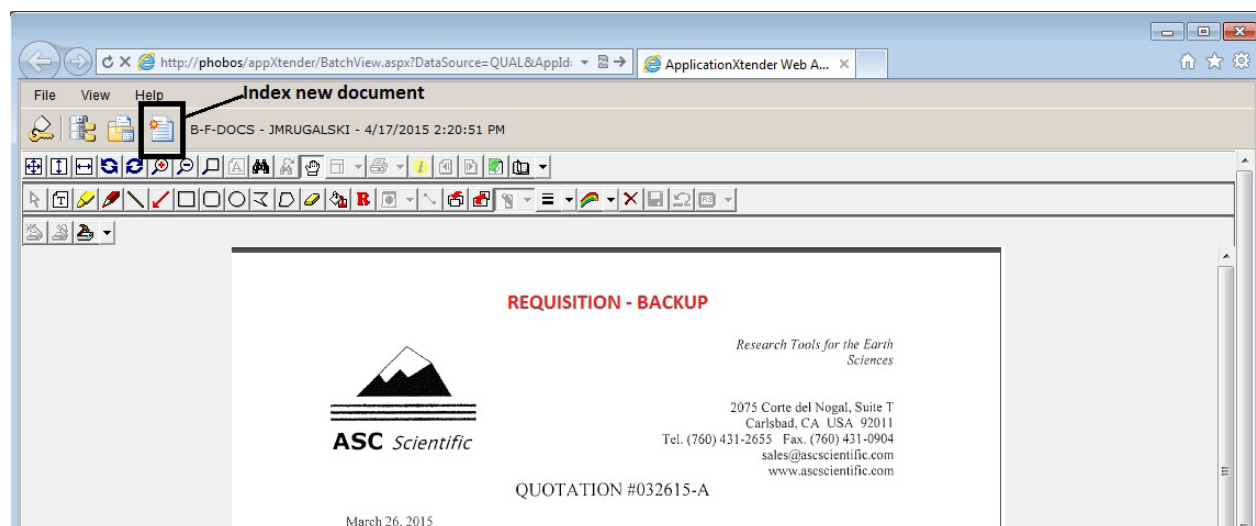 http://phobos/appXtender/BatchView.aspx?DataSource=QUAL&AppId:
ApplicationXtender Web A...
File View Help
Index new document
B-F-DOCS - JMRUGALSKI - 4/17/2015 2:20:51 PM
REQUISITION - BACKUP
Research Tools for the Earth
Sciences
2075 Corte del Nogal, Suite T
Carlsbad, CA USA 92011
Tel. (760) 431-2655 Fax. (760) 431-0904
sales@ascscientific.com
www.ascscientific.com
ASC Scientific
QUOTATION #032615-A
March 26, 2015